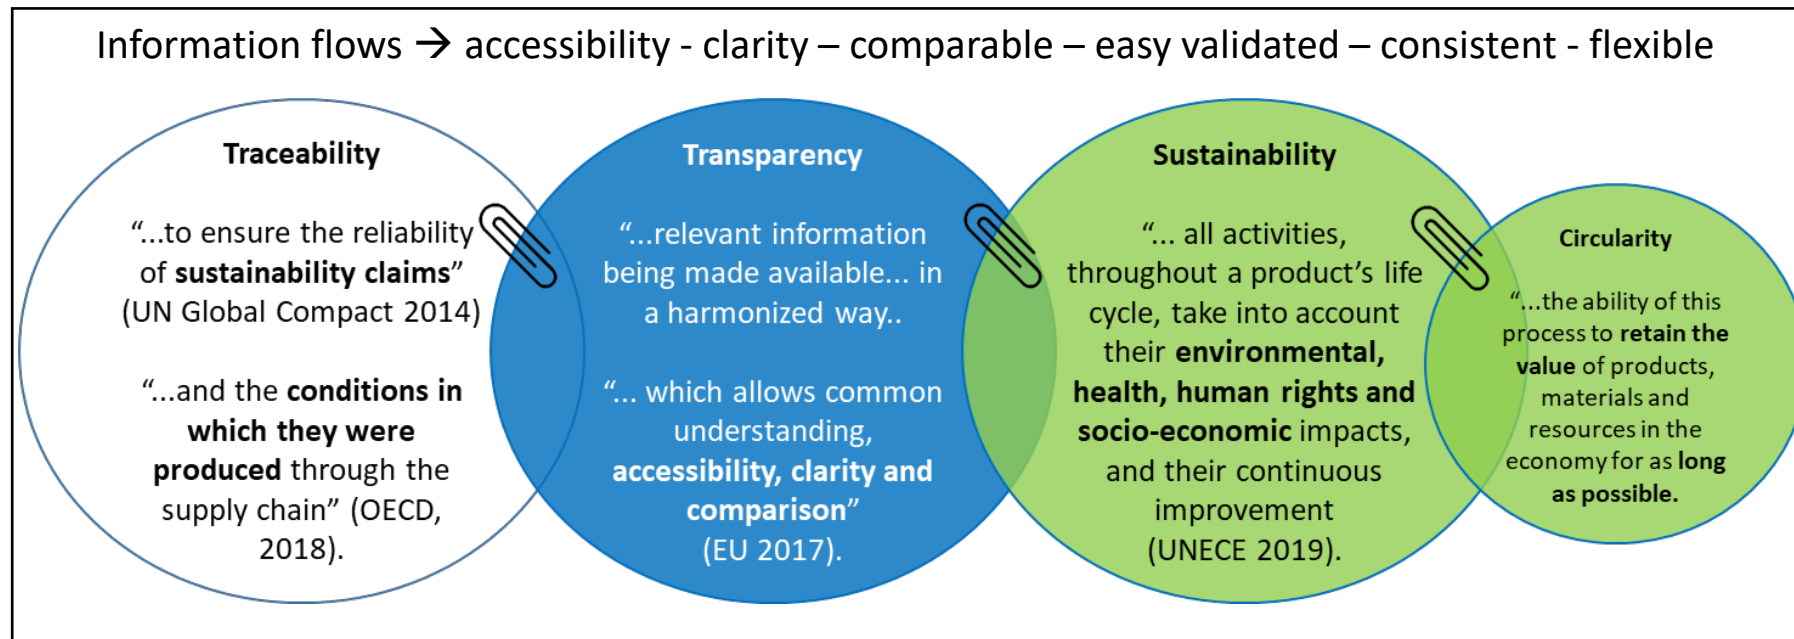 Information flows → accessibility - clarity – comparable – easy validated – consistent - flexible
Traceability
“...to ensure the reliability
of sustainability claims”
(UN Global Compact 2014)
“...and the conditions in
which they were
produced through the
supply chain” (OECD,
2018).
Transparency
“...relevant information
being made available... in
a harmonized way..
“... which allows common
understanding,
accessibility, clarity and
comparison”
(EU 2017).
Sustainability
“... all activities,
throughout a product’s life
cycle, take into account
their environmental,
health, human rights and
socio-economic impacts,
and their continuous
improvement
(UNECE 2019).
Circularity
“...the ability of this
process to retain the
value of products,
materials and
resources in the
economy for as long
as possible.